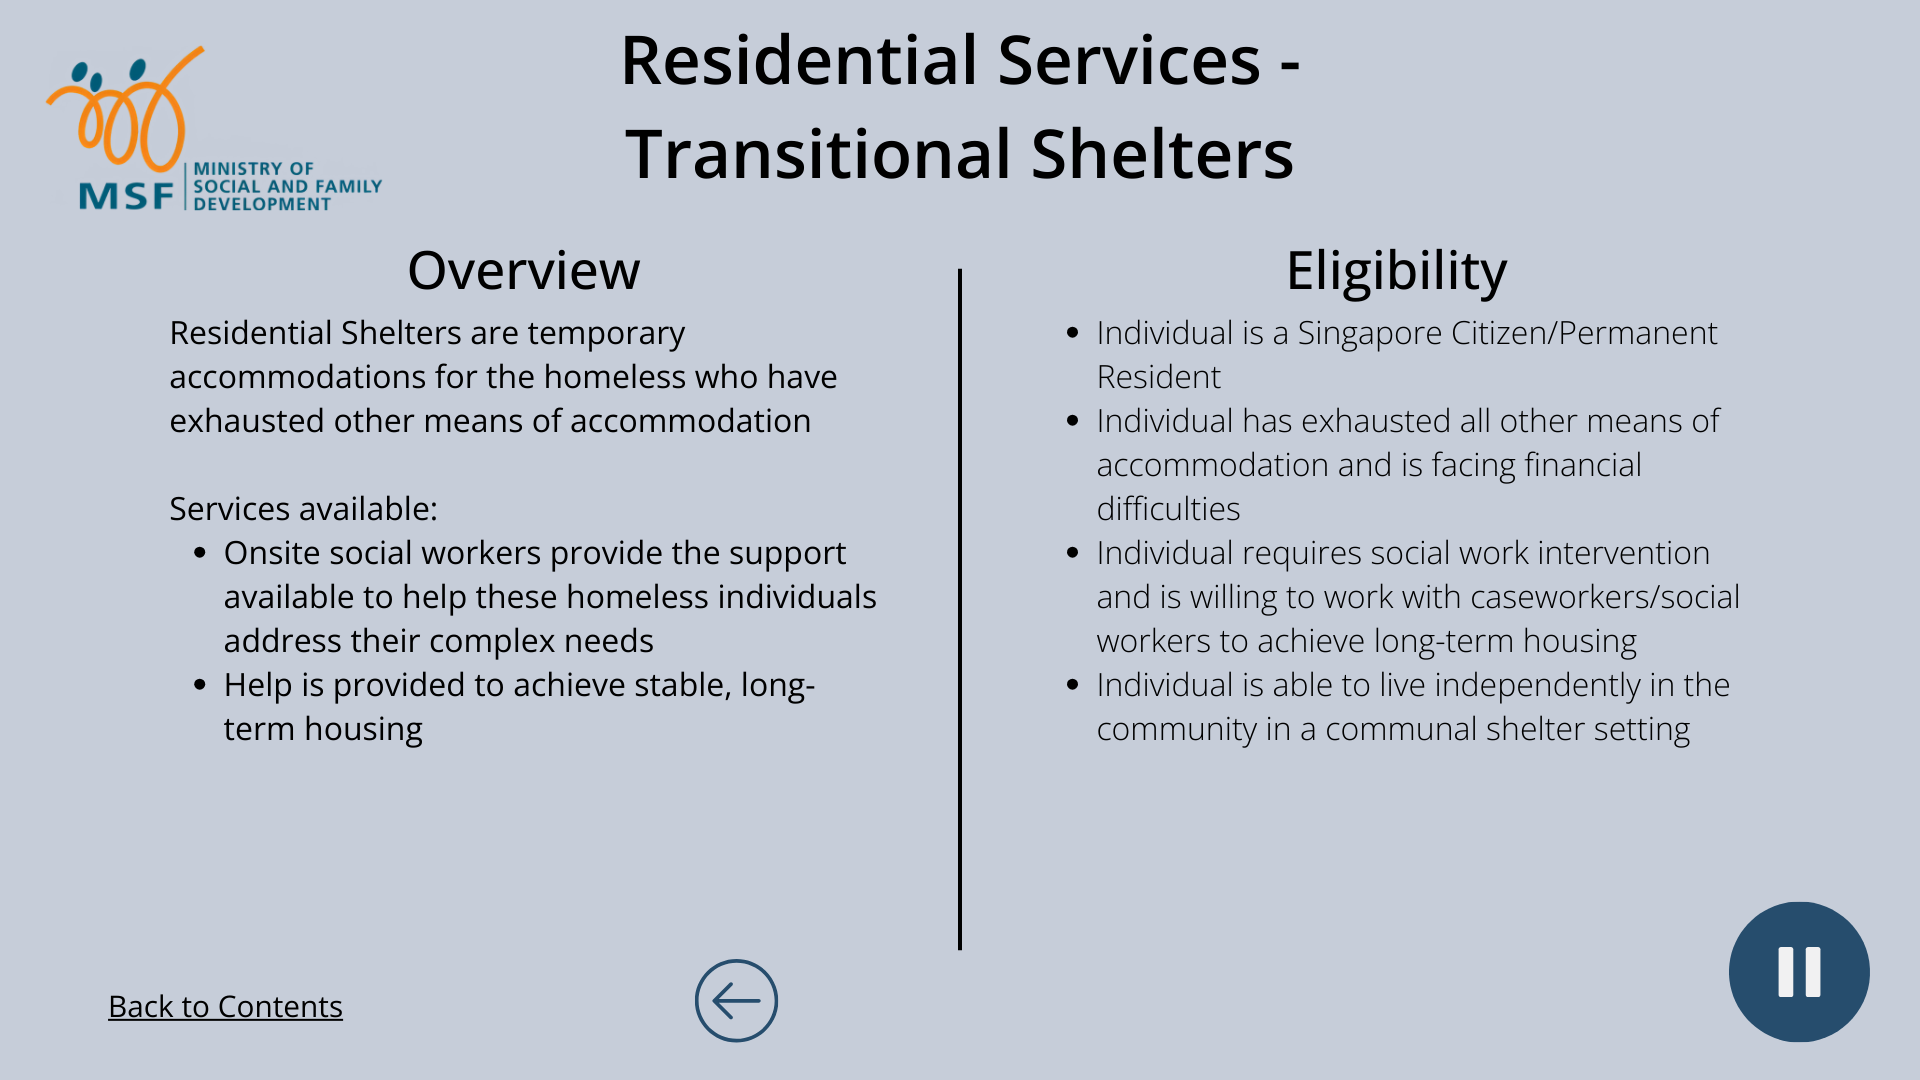 MSF
MINISTRY OF
SOCIAL AND FAMILY
DEVELOPMENT
Residential Services -
Transitional Shelters
Overview
Residential Shelters are temporary
accommodations for the homeless who have
exhausted other means of accommodation
Services available:
• Onsite social workers provide the support
available to help these homeless individuals
address their complex needs
• Help is provided to achieve stable, long-
term housing
Eligibility
• Individual is a Singapore Citizen/Permanent
Resident
• Individual has exhausted all other means of
accommodation and is facing financial
difficulties
• Individual requires social work intervention
and is willing to work with caseworkers/social
workers to achieve long-term housing
• Individual is able to live independently in the
community in a communal shelter setting
Back to Contents